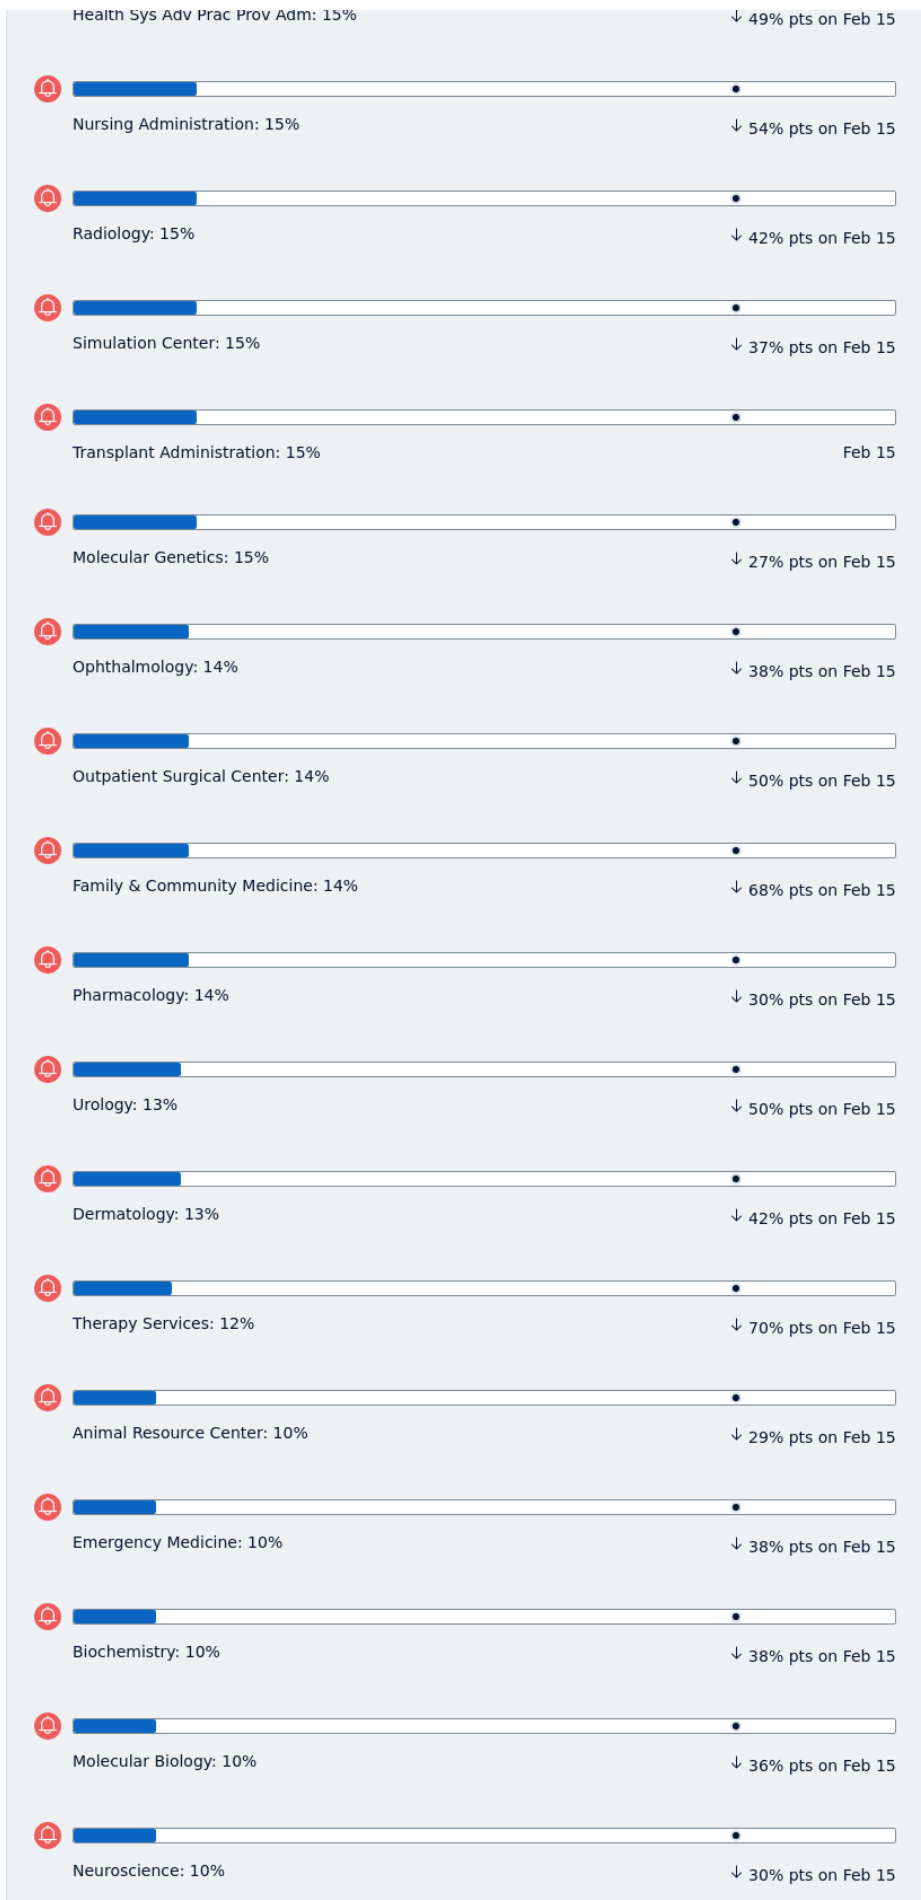 Health Sys Adv Prac Prov Adm: 15%
↓ 49% pts on Feb 15
Nursing Administration: 15%
↓ 54% pts on Feb 15
Radiology: 15%
↓ 42% pts on Feb 15
Simulation Center: 15%
↓ 37% pts on Feb 15
Transplant Administration: 15%
Feb 15
Molecular Genetics: 15%
↓ 27% pts on Feb 15
Ophthalmology: 14%
↓ 38% pts on Feb 15
Outpatient Surgical Center: 14%
↓ 50% pts on Feb 15
Family & Community Medicine: 14%
↓ 68% pts on Feb 15
Pharmacology: 14%
↓ 30% pts on Feb 15
Urology: 13%
↓ 50% pts on Feb 15
Dermatology: 13%
↓ 42% pts on Feb 15
Therapy Services: 12%
↓ 70% pts on Feb 15
Animal Resource Center: 10%
↓ 29% pts on Feb 15
Emergency Medicine: 10%
↓ 38% pts on Feb 15
Biochemistry: 10%
↓ 38% pts on Feb 15
Molecular Biology: 10%
↓ 36% pts on Feb 15
Neuroscience: 10%
↓ 30% pts on Feb 15